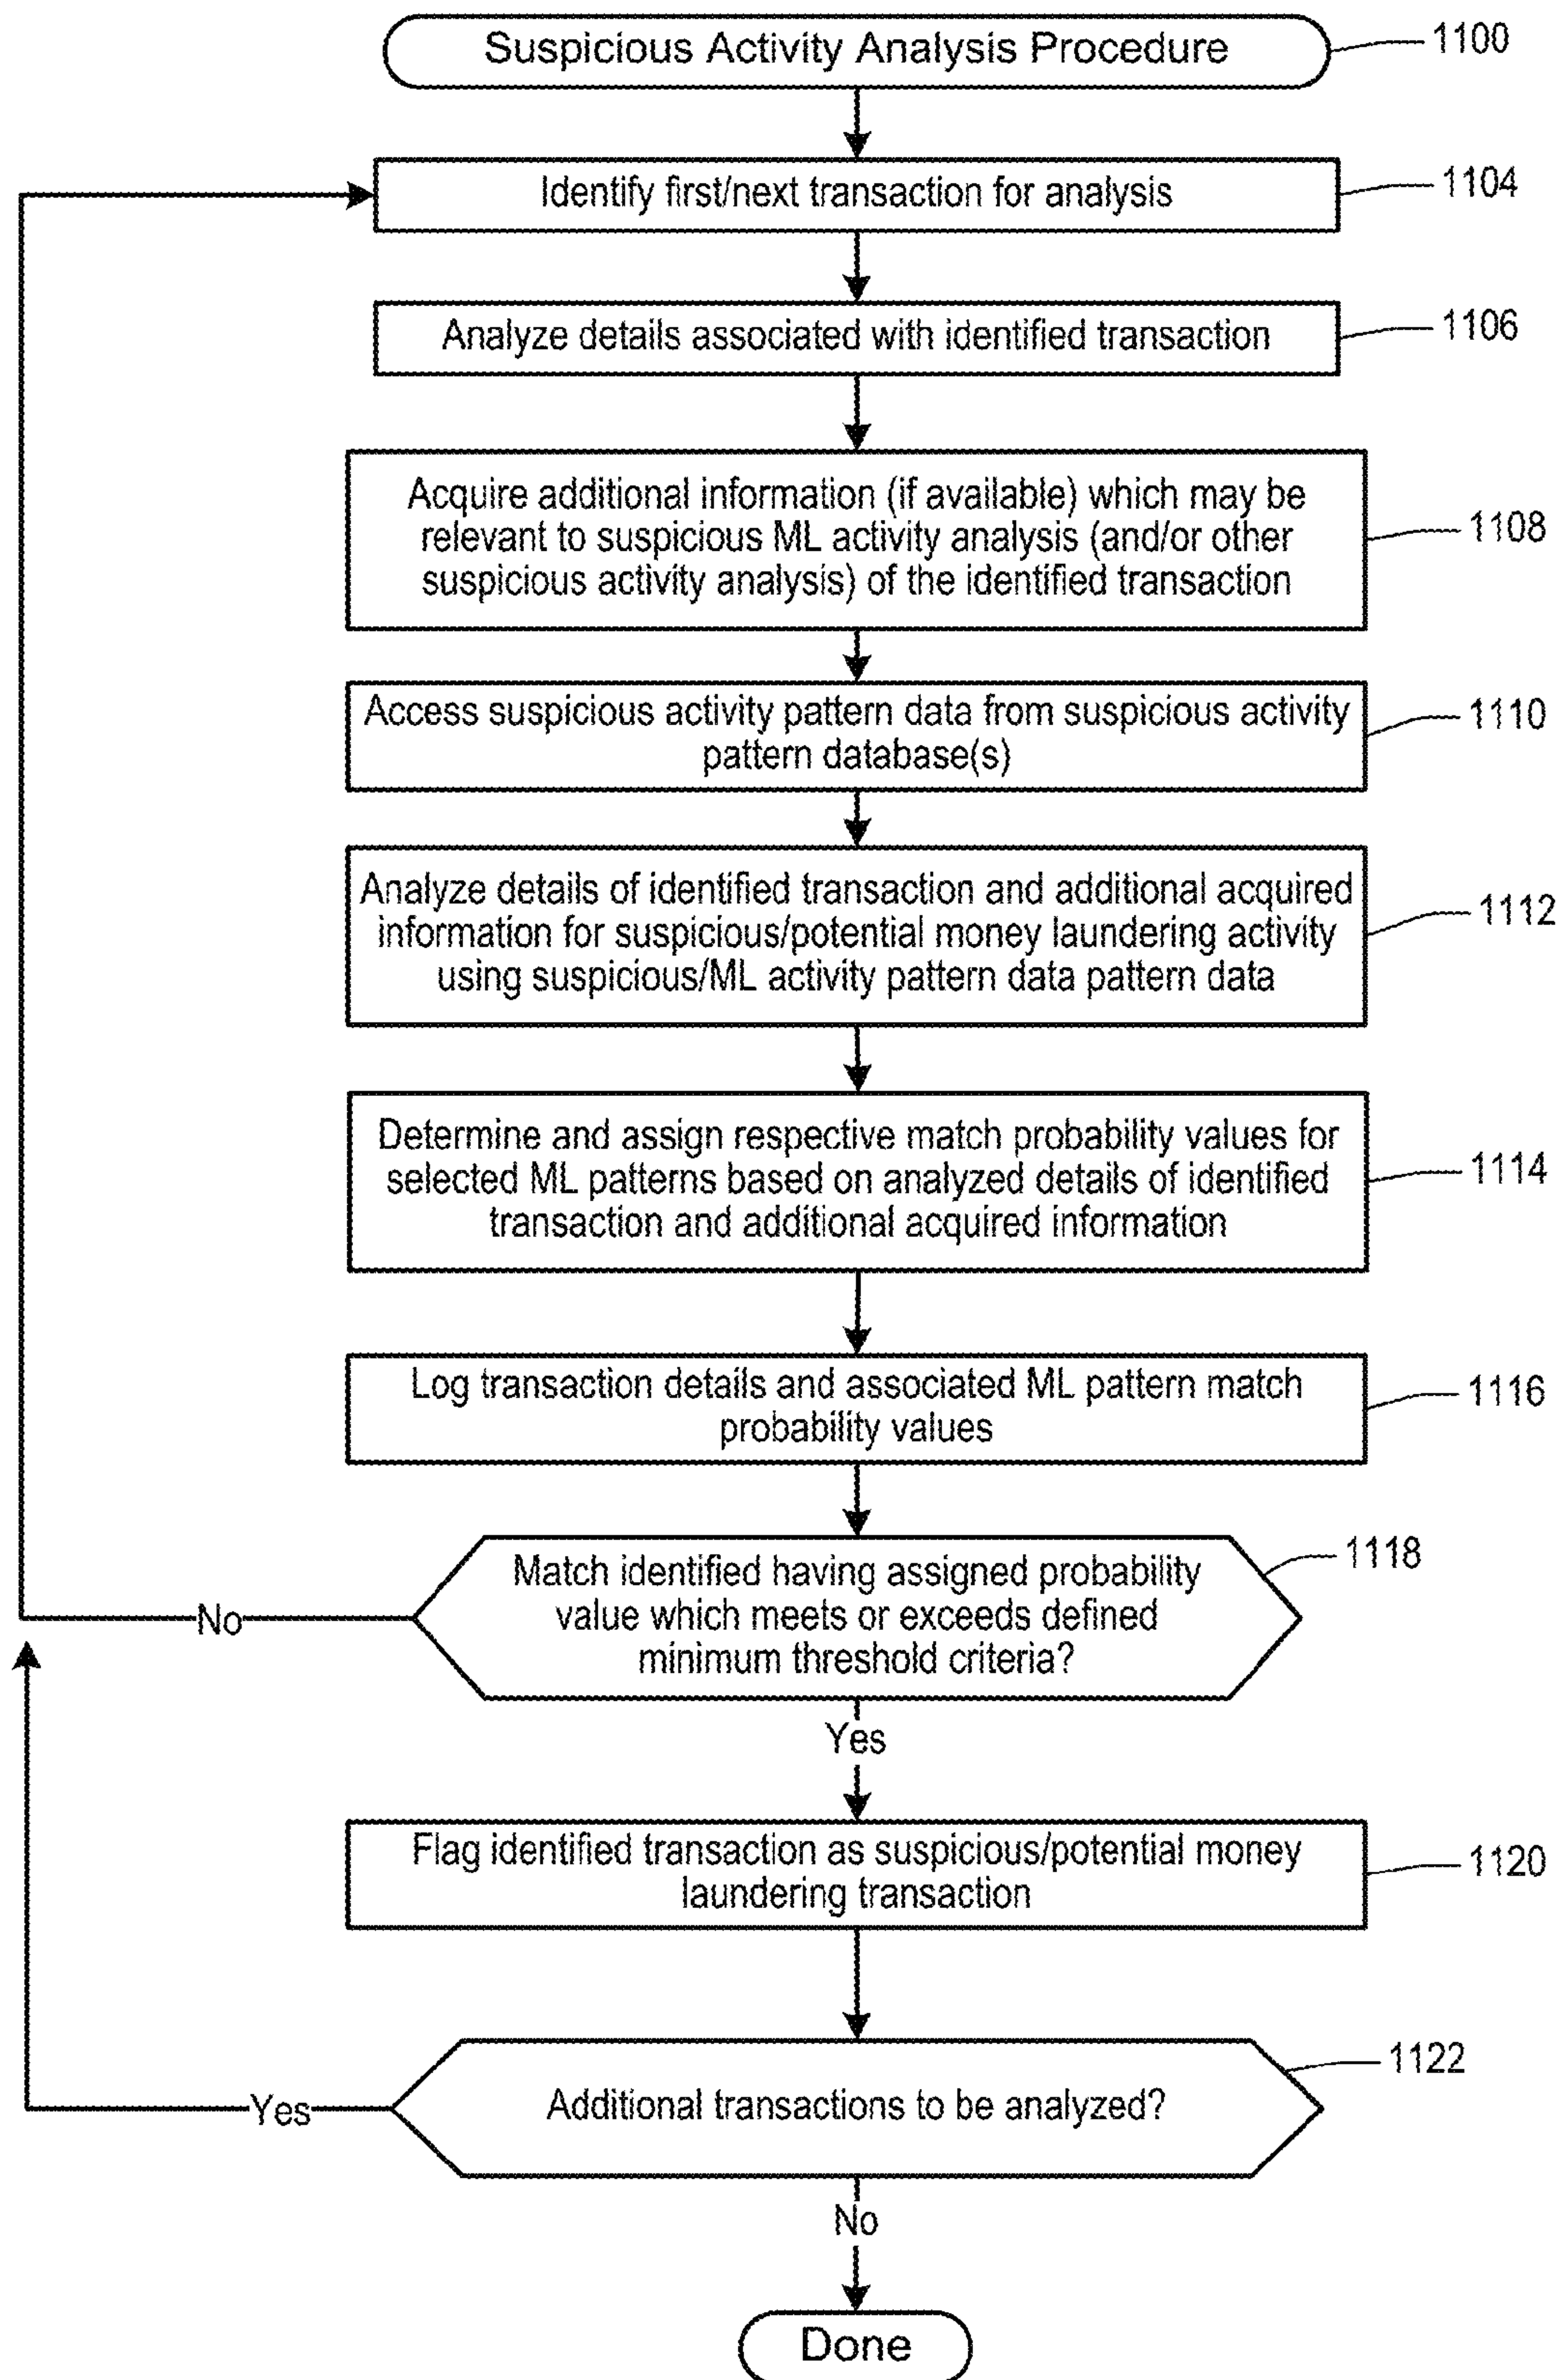 Suspicious Activity Analysis Procedure
1100
Identify first/next transaction for analysis
1104
Analyze details associated with identified transaction
1106
Acquire additional information (if available) which may be
relevant to suspicious ML activity analysis (and/or other
suspicious activity analysis) of the identified transaction
1108
Access suspicious activity pattern data from suspicious activity
pattern database(s)
1110
Analyze details of identified transaction and additional acquired
information for suspicious/potential money laundering activity
using suspicious/ML activity pattern data pattern data
1112
Determine and assign respective match probability values for
selected ML patterns based on analyzed details of identified
transaction and additional acquired information
1114
Log transaction details and associated ML pattern match
probability values
1116
Match identified having assigned probability
value which meets or exceeds defined
minimum threshold criteria?
1118
No
Yes
Flag identified transaction as suspicious/potential money
laundering transaction
1120
Additional transactions to be analyzed?
1122
Yes
No
Done